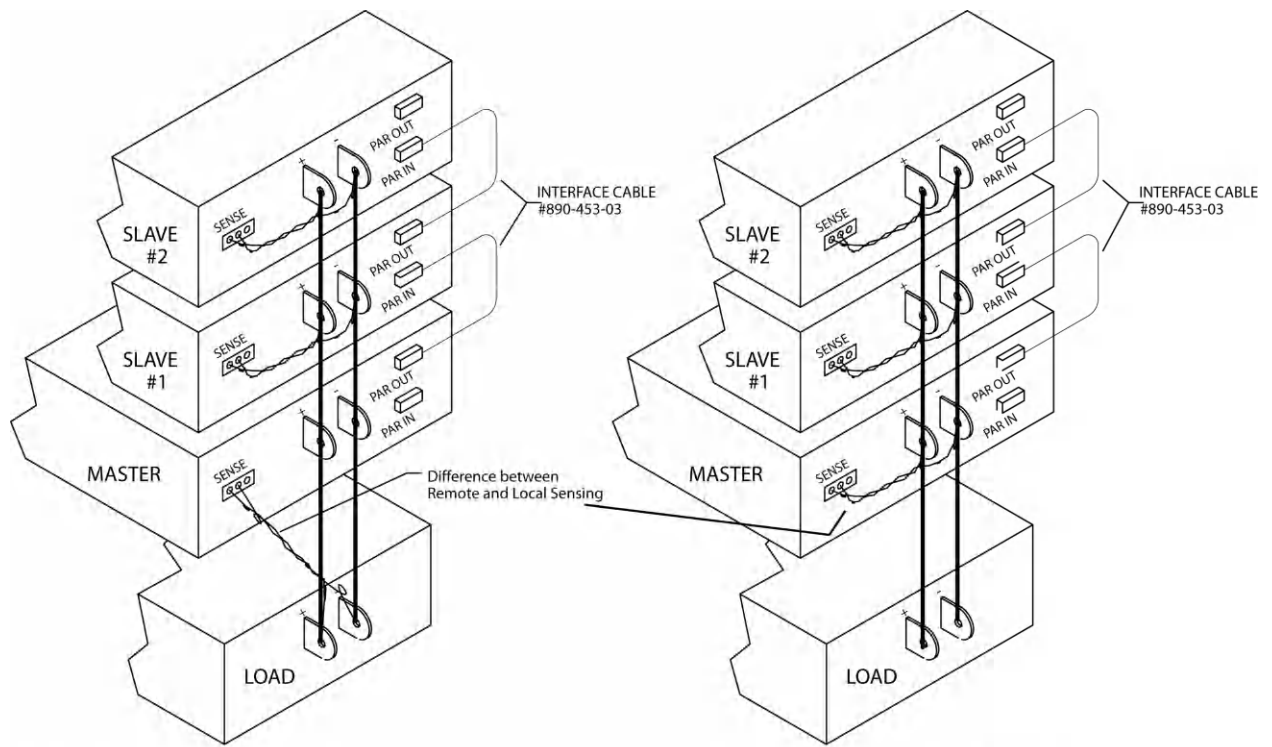 +
-
PAR OUT
PAR IN
SENSE
SLAVE
#2
INTERFACE CABLE
#890-453-03
+
-
PAR OUT
PAR IN
SENSE
SLAVE
#1
+
-
PAR OUT
PAR IN
SENSE
MASTER
+
LOAD
Difference between
Remote and Local Sensing
+
-
PAR OUT
PAR IN
SENSE
SLAVE
#2
INTERFACE CABLE
#890-453-03
PAR OUT
PAR IN
SENSE
SLAVE
#1
+
-
PAR OUT
PAR IN
SENSE
MASTER
+
-
LOAD